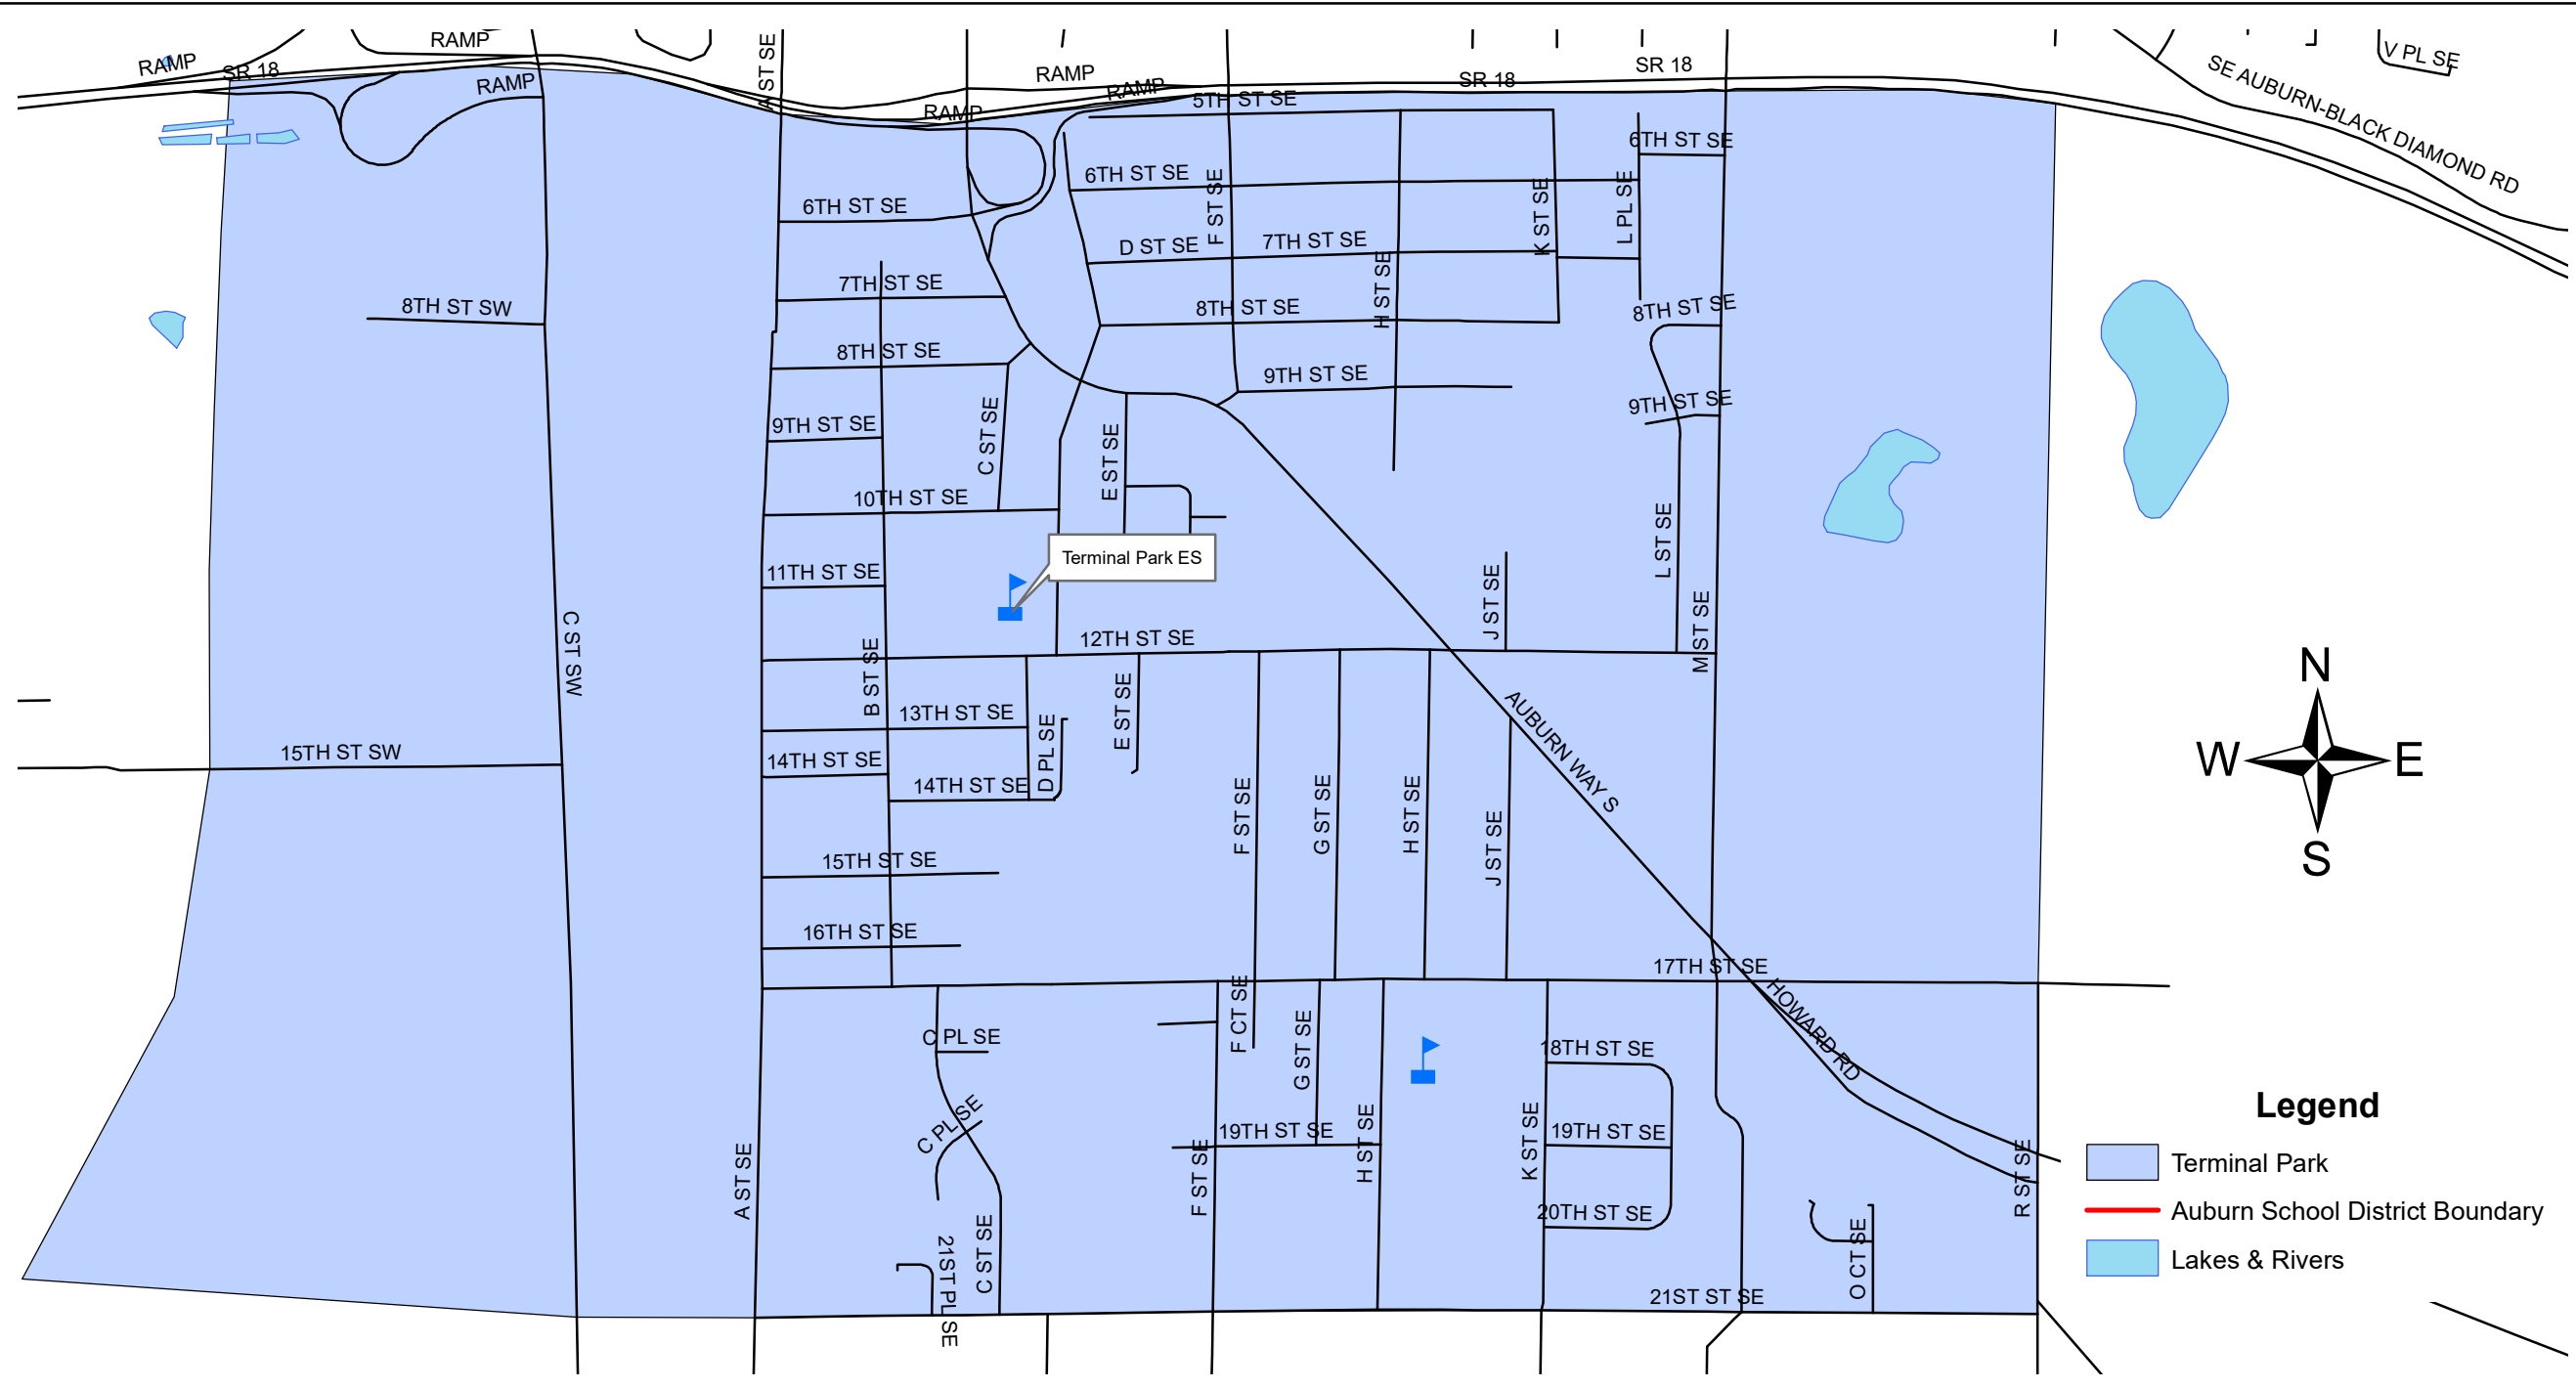 RAMP
A ST SE
V PL SE
RAMP
SR 18
RAMP
RAMP
RAMP
RAMP
SR 18
SR 18
SE AUBURN-BLACK DIAMOND RD
5TH ST SE
6TH ST SE
6TH ST SE
6TH ST SE
F ST SE
K ST SE
L PL SE
D ST SE
7TH ST SE
7TH ST SE
H ST SE
8TH ST SW
8TH ST SE
8TH ST SE
8TH ST SE
9TH ST SE
9TH ST SE
9TH ST SE
C ST SE
E ST SE
10TH ST SE
L ST SE
Terminal Park ES
11TH ST SE
J ST SE
M ST SE
C ST SW
12TH ST SE
B ST SE
N
W
E
S
13TH ST SE
E ST SE
D PL SE
AUBURN WAY S
15TH ST SW
14TH ST SE
14TH ST SE
F ST SE
G ST SE
H ST SE
J ST SE
15TH ST SE
16TH ST SE
17TH ST SE
F CT SE
HOWARD RD
C PL SE
G ST SE
18TH ST SE
C PL SE
19TH ST SE
19TH ST SE
A ST SE
F ST SE
H ST SE
K ST SE
R ST SE
20TH ST SE
21ST PL SE
C ST SE
O CT SE
21ST ST SE
Legend
Terminal Park
Auburn School District Boundary
Lakes & Rivers